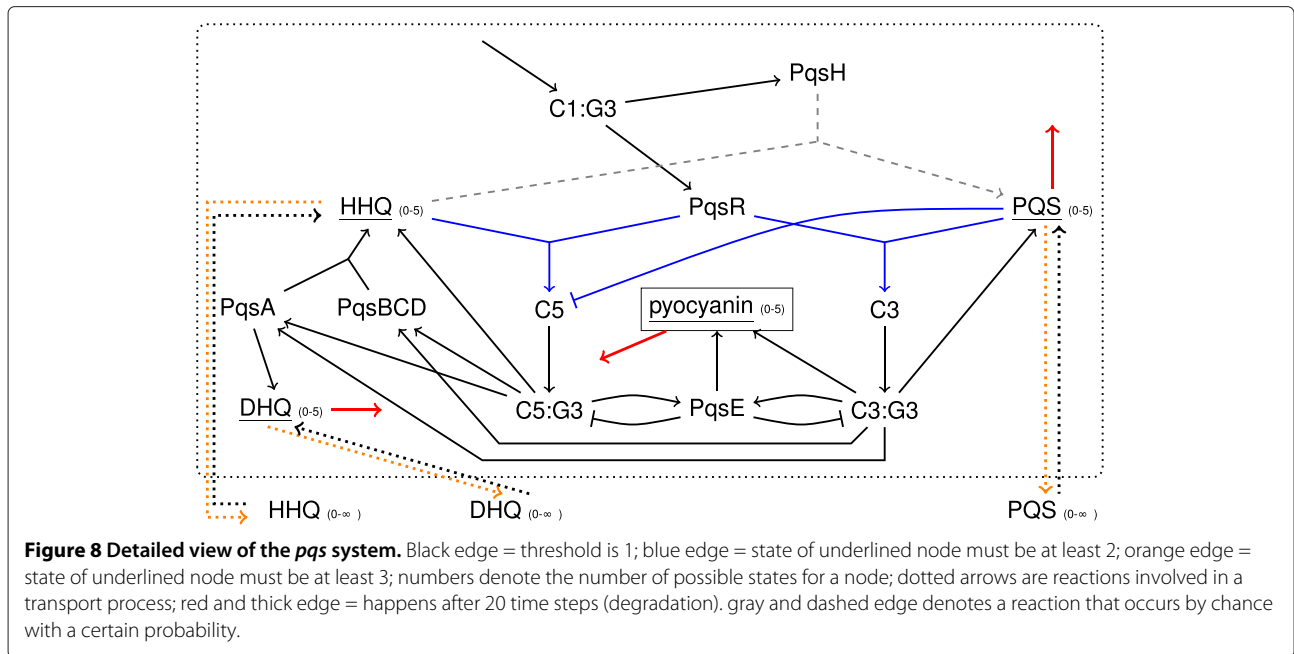 PqsH
C1:G3
HHQ (0-5)
PqsR
PQS (0-5)
PqsA
PqsBCD
C5
pyocyanin (0-5)
C3
DHQ (0-5)
C5:G3
PqsE
C3:G3
HHQ (0-∞ )
DHQ (0-∞ )
PQS (0-∞ )
Figure 8 Detailed view of the pqs system. Black edge = threshold is 1; blue edge = state of underlined node must be at least 2; orange edge =
state of underlined node must be at least 3; numbers denote the number of possible states for a node; dotted arrows are reactions involved in a
transport process; red and thick edge = happens after 20 time steps (degradation). gray and dashed edge denotes a reaction that occurs by chance
with a certain probability.